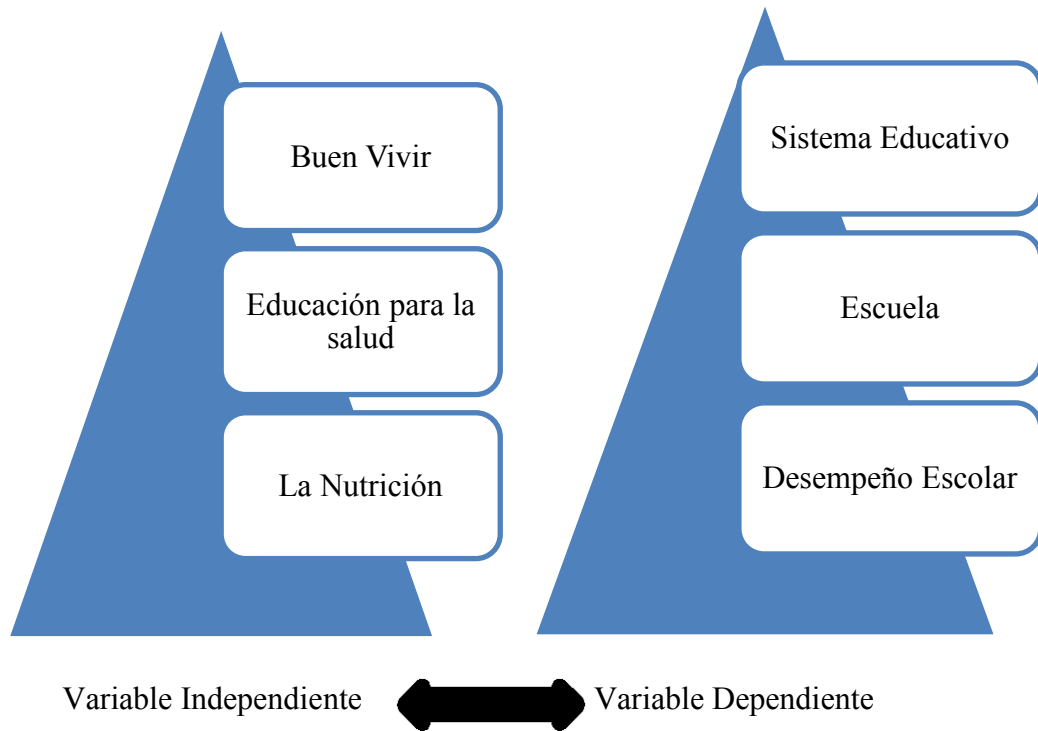 Buen Vivir
Educación para la
salud
La Nutrición
Sistema Educativo
Escuela
Desempeño Escolar
Variable Independiente
Variable Dependiente